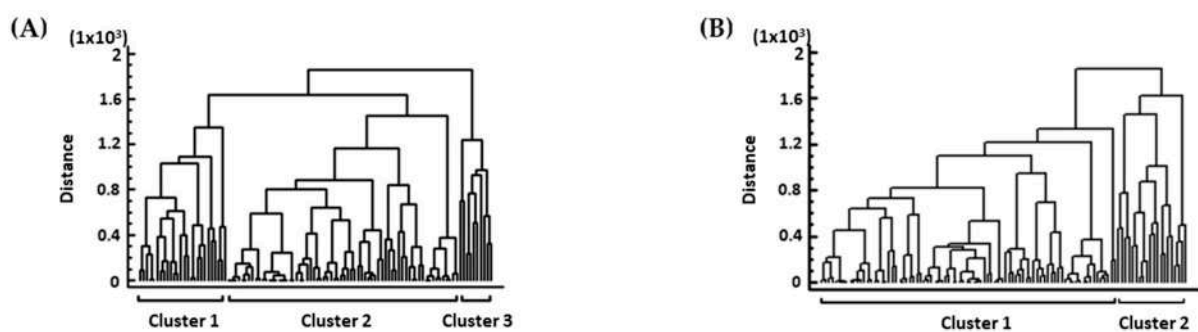 (A)
(1x10³)
2
1.6
1.2
0.8
0.4
0
Distance
Cluster 1
Cluster 2
Cluster 3
(B)
(1x10³)
2
1.6
1.2
0.8
0.4
0
Distance
Cluster 1
Cluster 2